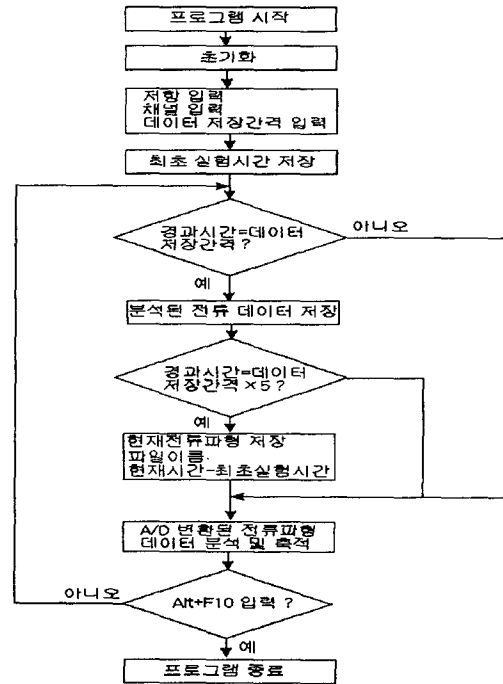 프로그램 시작
초기화
저항 입력
채널 입력
데이터 저장간격 입력
최초 실험시간 저장
경과시간=데이터
저장간격 ?
아니오
예
분석된 전류 데이터 저장
경과시간=데이터
저장간격 ×5 ?
예
현재전류파형 저장
파일이름:
현재시간-최초실험시간
A/D 변환된 전류파형
데이터 분석 및 축적
아니오
Alt+F10 입력 ?
예
프로그램 종료